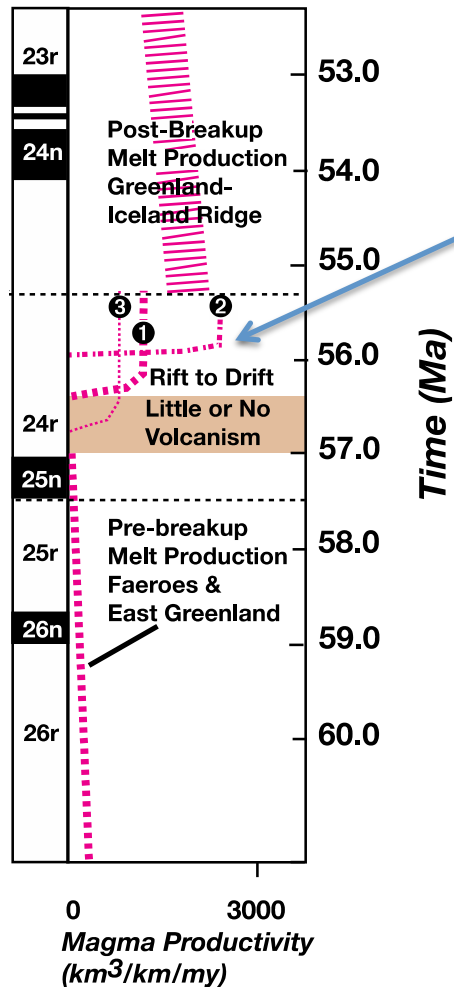 23r
24n
24r
25n
25r
26n
26r
Post-Breakup
Melt Production
Greenland-
Iceland Ridge
3
2
1
Rift to Drift
Little or No
Volcanism
Pre-breakup
Melt Production
Faeroes &
East Greenland
53.0
54.0
55.0
56.0
57.0
58.0
59.0
60.0
Time (Ma)
0
3000
Magma Productivity
(km3/km/my)